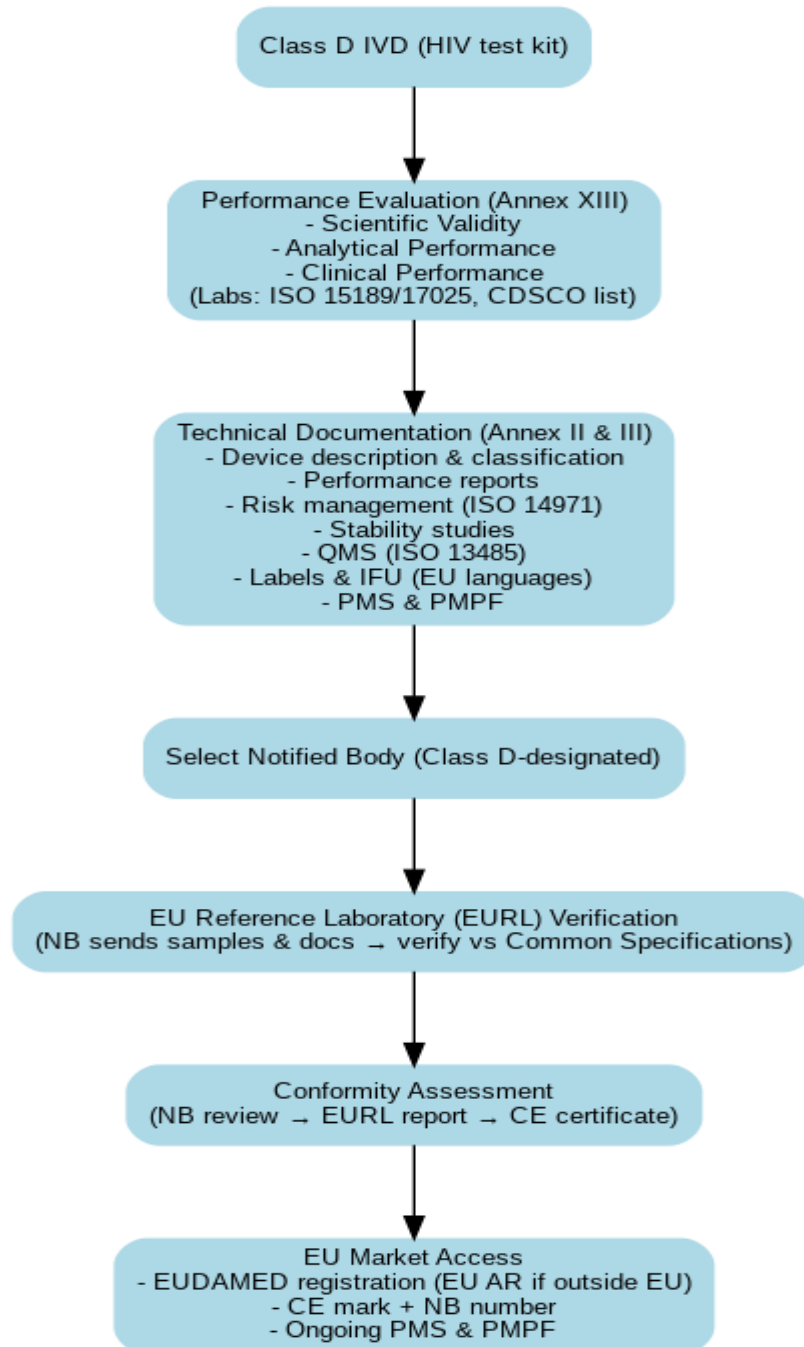 Class D IVD (HIV test kit)
Performance Evaluation (Annex XIII)
- Scientific Validity
- Analytical Performance
- Clinical Performance
(Labs: ISO 15189/17025, CDSCO list)
Technical Documentation (Annex II & III)
- Device description & classification
- Performance reports
- Risk management (ISO 14971)
- Stability studies
- QMS (ISO 13485)
- Labels & IFU (EU languages)
- PMS & PMPF
Select Notified Body (Class D-designated)
EU Reference Laboratory (EURL) Verification
(NB sends samples & docs → verify vs Common Specifications)
Conformity Assessment
(NB review → EURL report → CE certificate)
EU Market Access
- EUDAMED registration (EU AR if outside EU)
- CE mark + NB number
- Ongoing PMS & PMPF